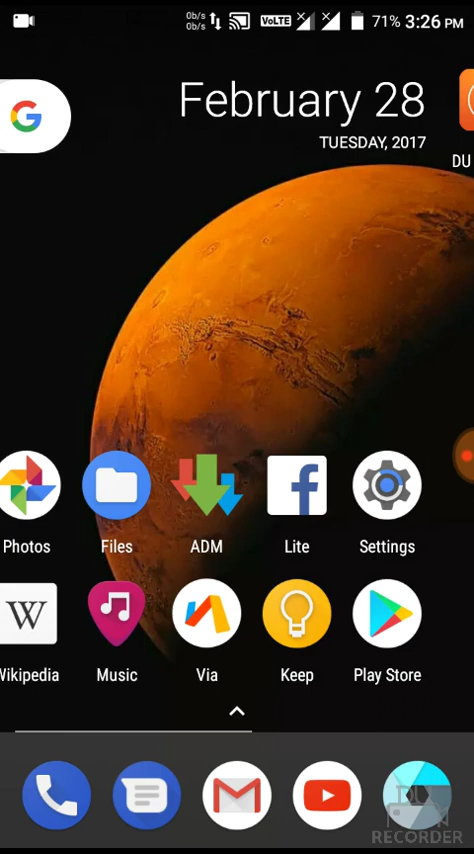 0b/s
0b/s
VoLTE
71% 3:26 PM
G
February 28
TUESDAY, 2017
DU
Photos Files ADM Lite Settings
W
Wikipedia Music Via Keep Play Store
RECORDER